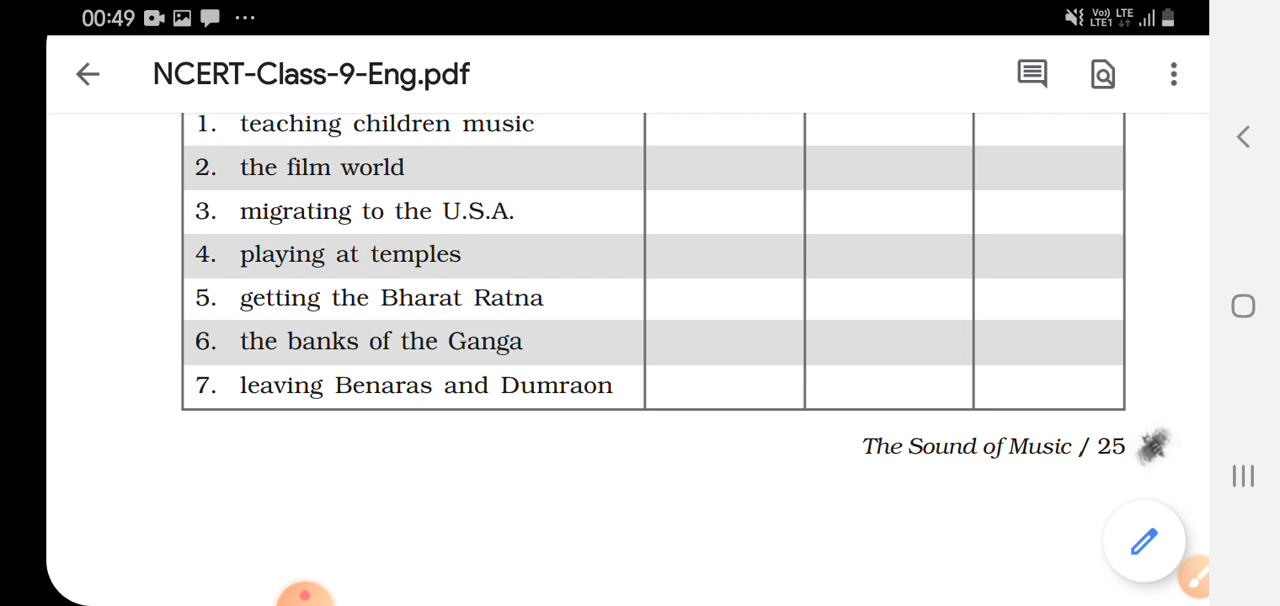 00:49 ... Vo)) LTE
LTE1
NCERT-Class-9-Eng.pdf
1. teaching children music
2. the film world
3. migrating to the U.S.A.
4. playing at temples
5. getting the Bharat Ratna
6. the banks of the Ganga
7. leaving Benaras and Dumraon
The Sound of Music / 25